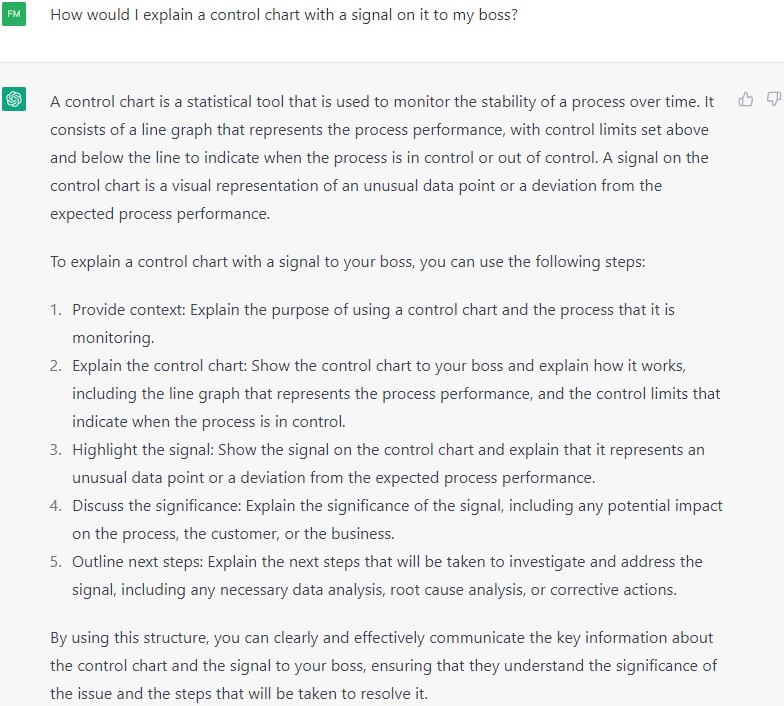 FM
How would I explain a control chart with a signal on it to my boss?
A control chart is a statistical tool that is used to monitor the stability of a process over time. It
consists of a line graph that represents the process performance, with control limits set above
and below the line to indicate when the process is in control or out of control. A signal on the
control chart is a visual representation of an unusual data point or a deviation from the
expected process performance.
To explain a control chart with a signal to your boss, you can use the following steps:
1. Provide context: Explain the purpose of using a control chart and the process that it is
monitoring.
2. Explain the control chart: Show the control chart to your boss and explain how it works,
including the line graph that represents the process performance, and the control limits that
indicate when the process is in control.
3. Highlight the signal: Show the signal on the control chart and explain that it represents an
unusual data point or a deviation from the expected process performance.
4. Discuss the significance: Explain the significance of the signal, including any potential impact
on the process, the customer, or the business.
5. Outline next steps: Explain the next steps that will be taken to investigate and address the
signal, including any necessary data analysis, root cause analysis, or corrective actions.
By using this structure, you can clearly and effectively communicate the key information about
the control chart and the signal to your boss, ensuring that they understand the significance of
the issue and the steps that will be taken to resolve it.